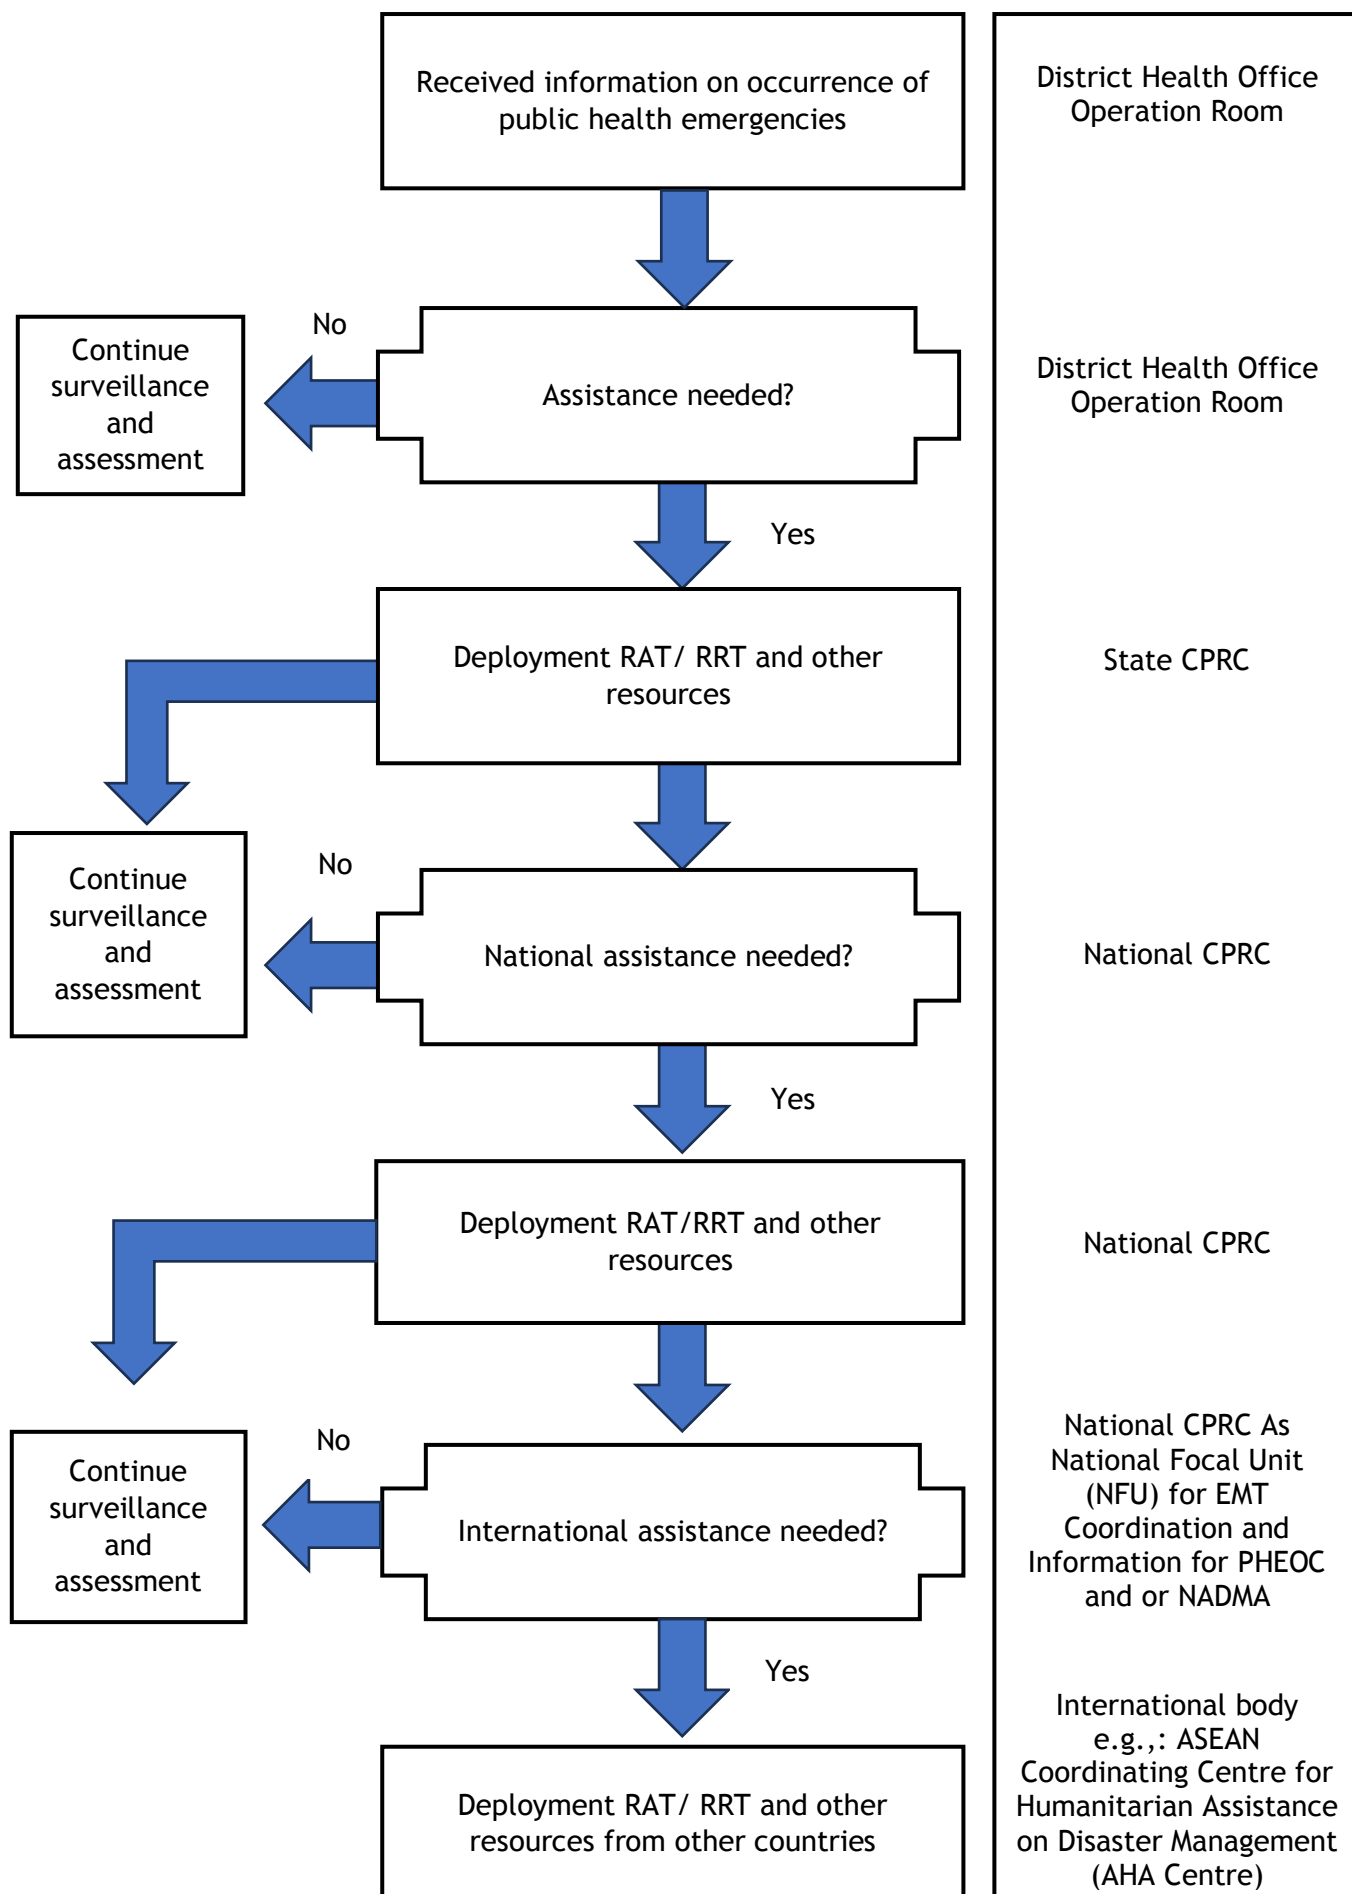 Received information on occurrence of
public health emergencies
District Health Office
Operation Room
No
Continue
surveillance
and
assessment
Assistance needed?
District Health Office
Operation Room
Yes
Deployment RAT/ RRT and other
resources
State CPRC
No
Continue
surveillance
and
assessment
National assistance needed?
National CPRC
Yes
Deployment RAT/RRT and other
resources
National CPRC
No
Continue
surveillance
and
assessment
International assistance needed?
National CPRC As
National Focal Unit
(NFU) for EMT
Coordination and
Information for PHEOC
and or NADMA
Yes
Deployment RAT/ RRT and other
resources from other countries
International body
e.g.,: ASEAN
Coordinating Centre for
Humanitarian Assistance
on Disaster Management
(AHA Centre)